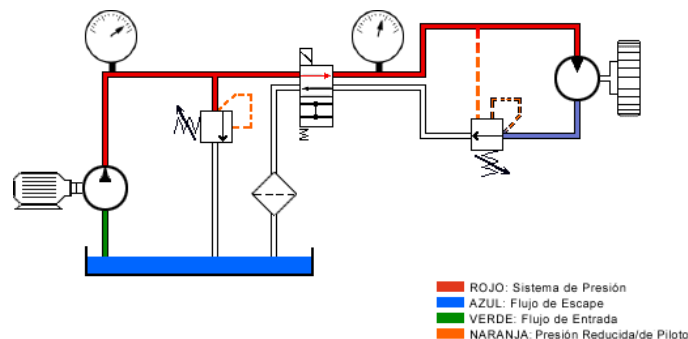 ROJO: Sistema de Presión
AZUL: Flujo de Escape
VERDE: Flujo de Entrada
NARANJA: Presión Reducida/de Piloto